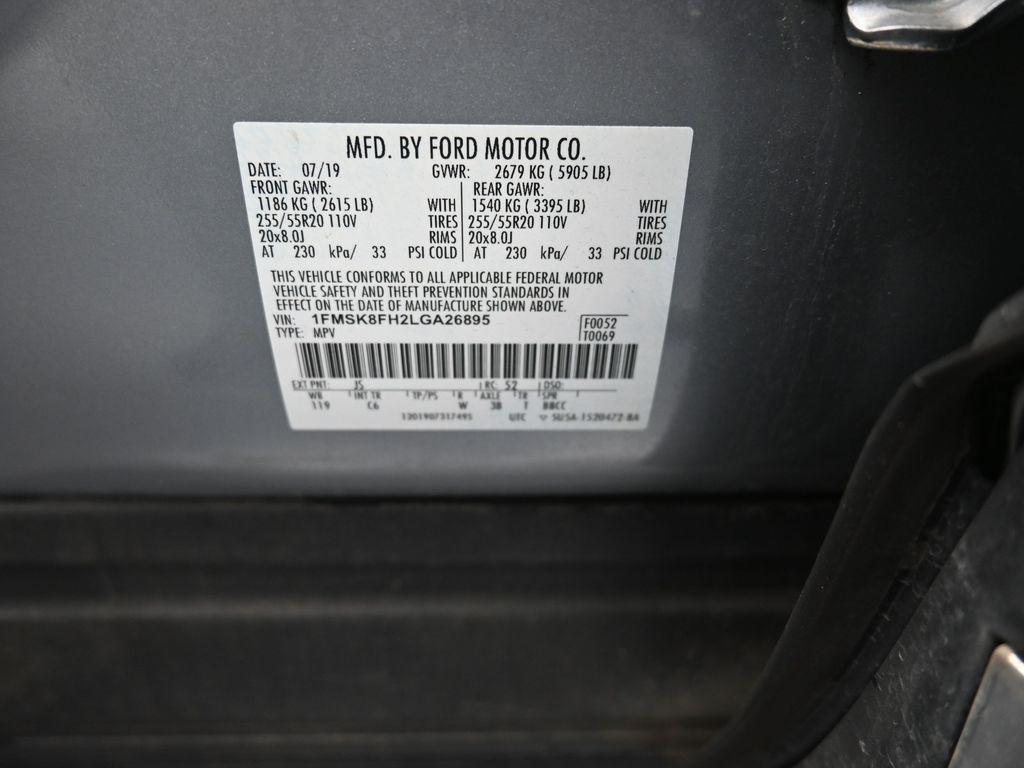 MFD. BY FORD MOTOR CO.
DATE: 07/19 GVWR: 2679 KG ( 5905 LB)
FRONT GAWR: REAR GAWR:
1186 KG ( 2615 LB) WITH 1540 KG ( 3395 LB) WITH
255/55R20 110V TIRES 255/55R20 110V TIRES
20x8.0J RIMS 20x8.0J RIMS
AT 230 kPa/ 33 PSI COLD AT 230 kPa/ 33 PSI COLD
THIS VEHICLE CONFORMS TO ALL APPLICABLE FEDERAL MOTOR
VEHICLE SAFETY AND THEFT PREVENTION STANDARDS IN
EFFECT ON THE DATE OF MANUFACTURE SHOWN ABOVE.
VIN: 1FMSK8FH2LGA26895 F0052
TYPE: MPV T0069
EXT PNT: JS RC: 52 DSO:
WB INT TR TP/PS R AXLE TR SPR
119 C6 W 3B T BBCC
1201907317495 UTC SU5A-1520472-BA